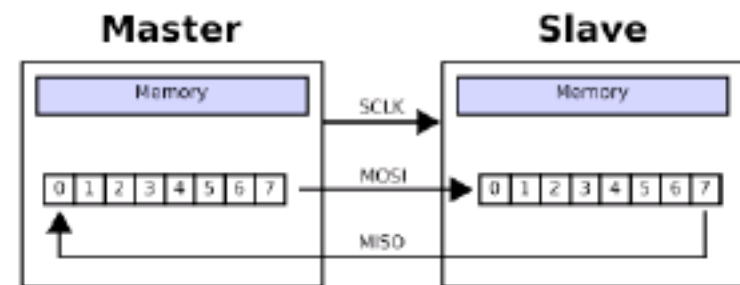 Master Slave
Memory Memory
SCLK
MOSI
0 1 2 3 4 5 6 7 0 1 2 3 4 5 6 7
MISO